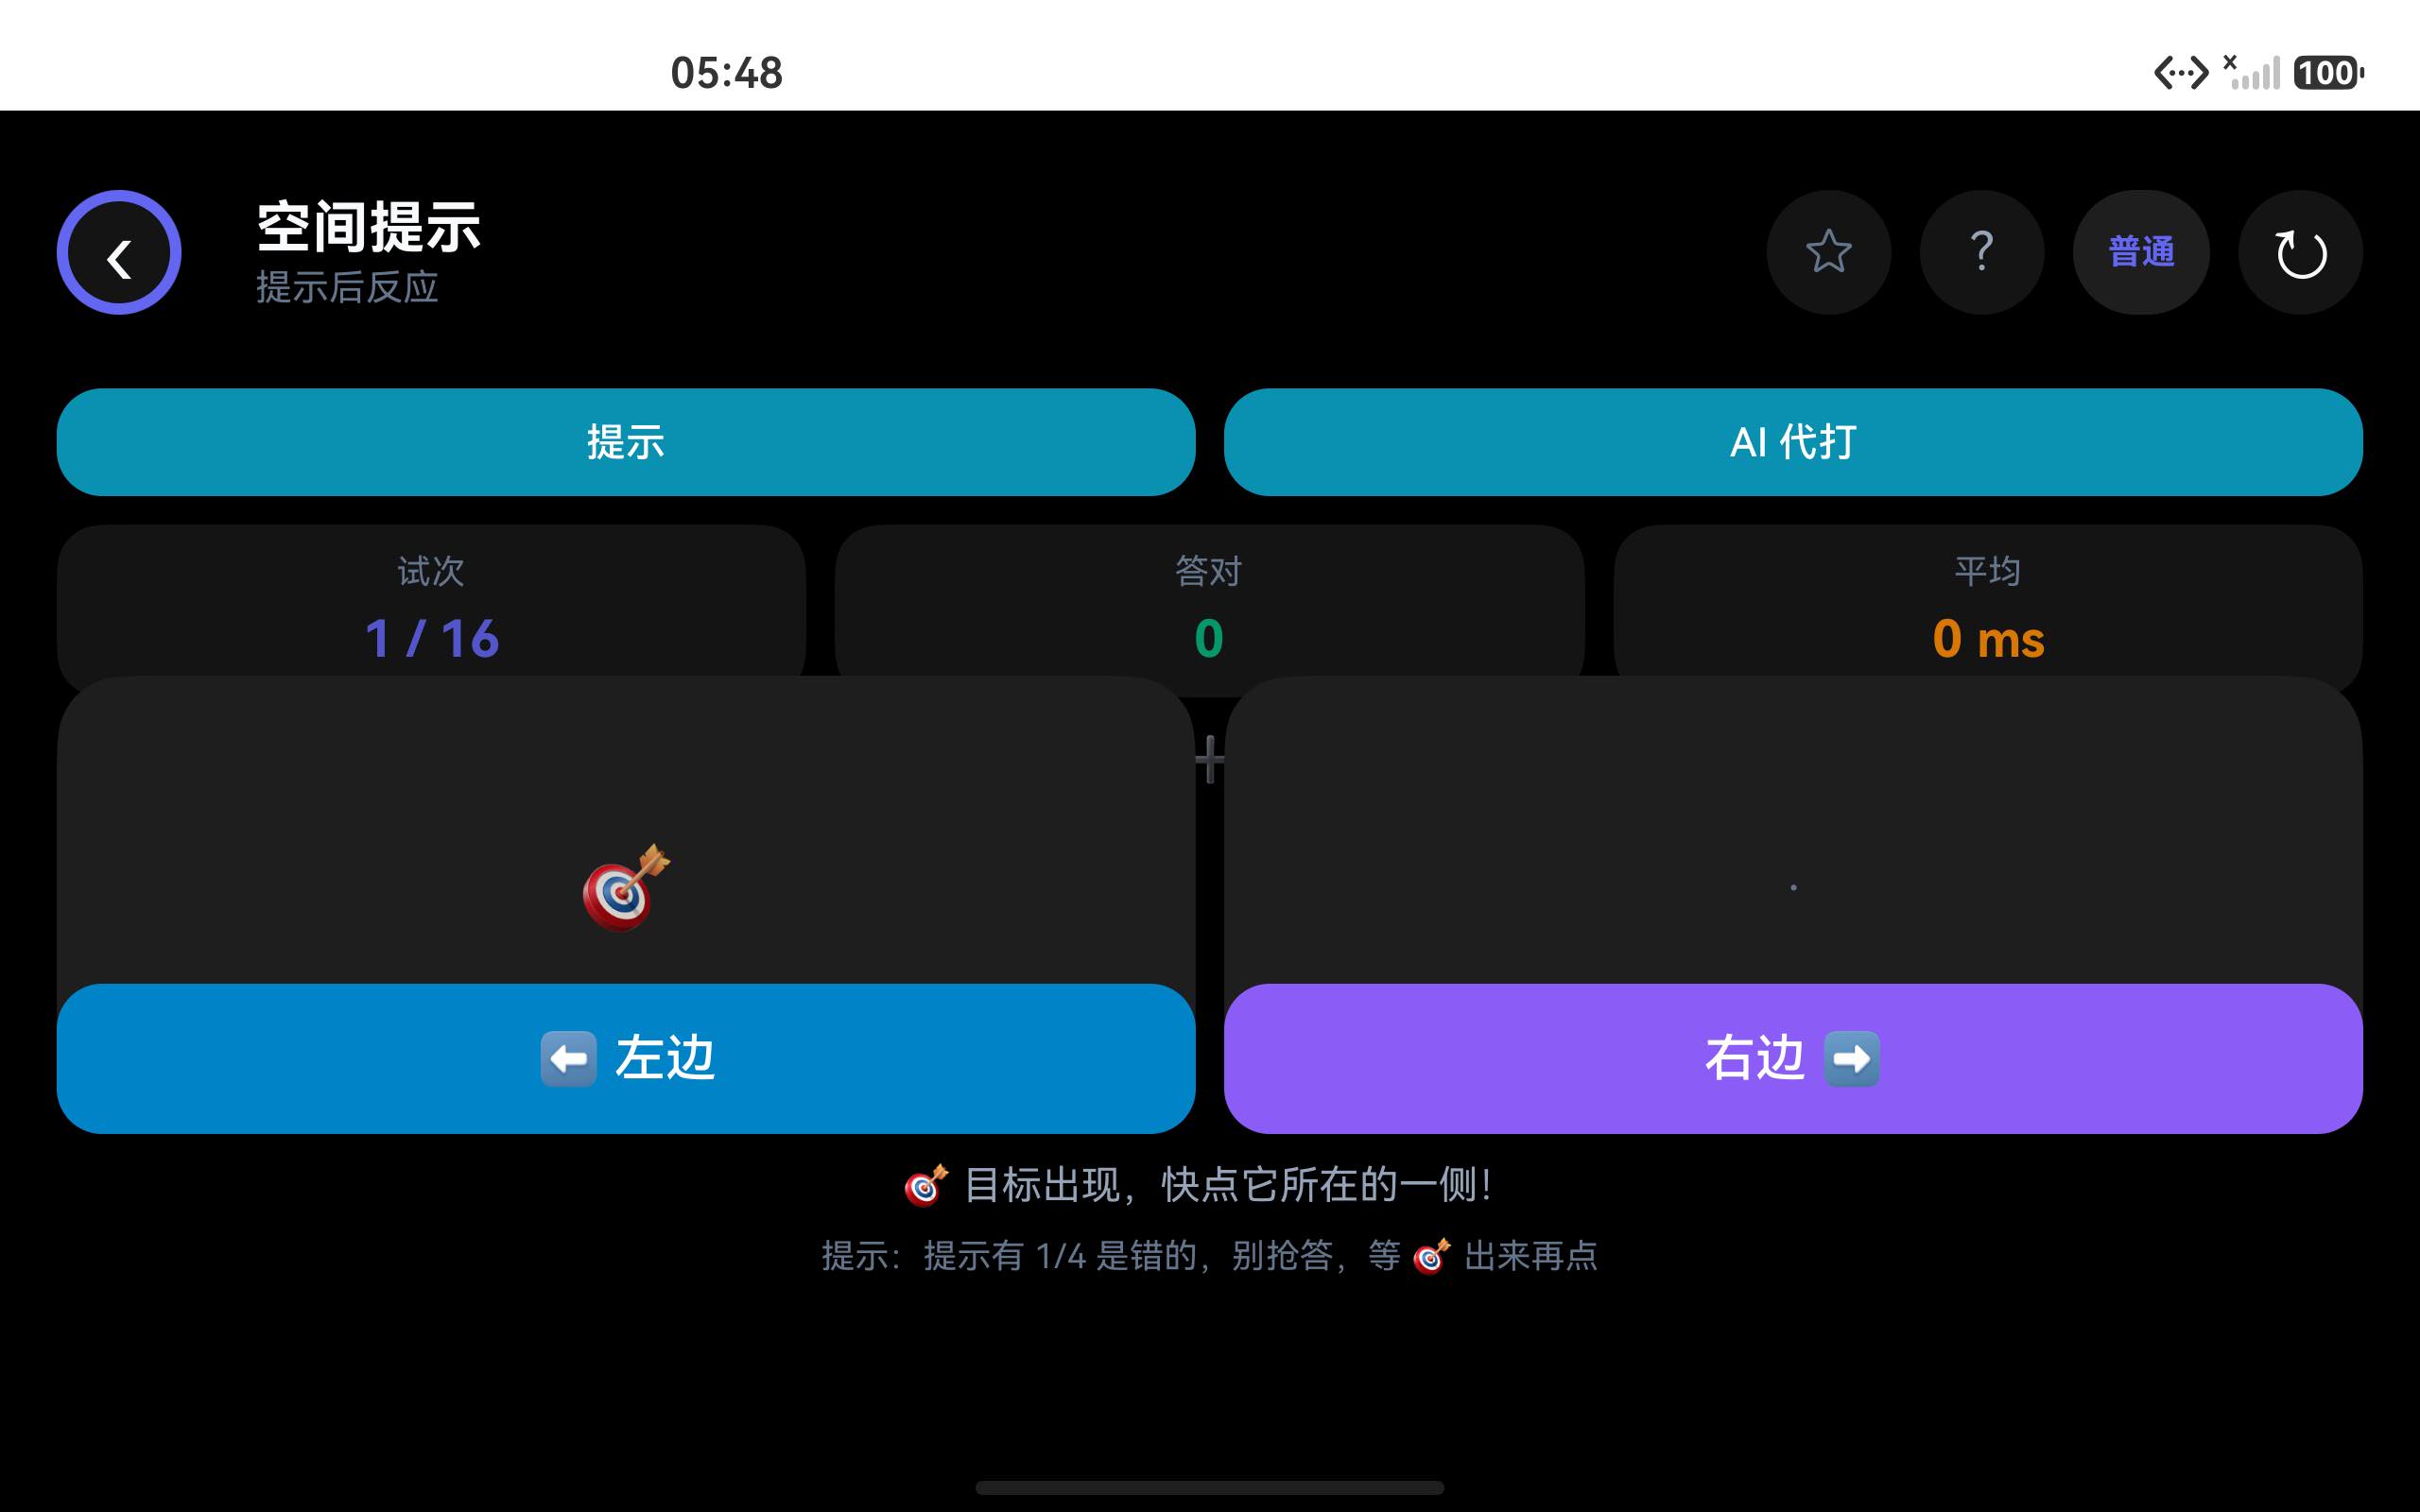 05:48
100
空间提示
提示后反应
?
普通
提示
AI 代打
试次
1 / 16
答对
0
平均
0 ms
+
⬅️ 左边
右边 ➡️
🎯 目标出现，快点它所在的一侧！
提示：提示有 1/4 是错的，别抢答，等 🎯 出来再点